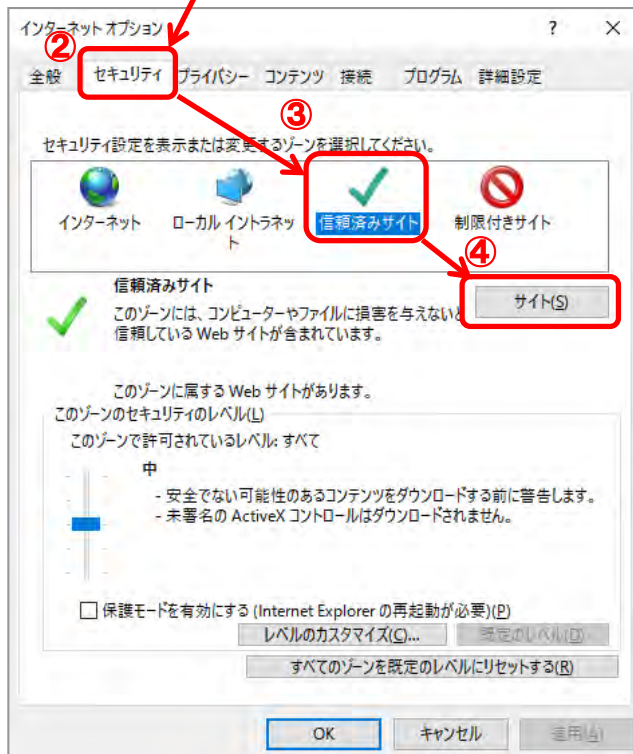 インターネット オプション ? ×
②
全般 セキュリティ プライバシー コンテンツ 接続 プログラム 詳細設定
③
セキュリティ設定を表示または変更するゾーンを選択してください。
インターネット ローカル イントラネット 信頼済みサイト 制限付きサイト
④
信頼済みサイト
サイト(S)
このゾーンには、コンピューターやファイルに損害を与えないと
信頼している Web サイトが含まれています。
このゾーンに属する Web サイトがあります。
このゾーンのセキュリティのレベル(L)
このゾーンで許可されているレベル: すべて
中
- 安全でない可能性のあるコンテンツをダウンロードする前に警告します。
- 未署名の ActiveX コントロールはダウンロードされません。
保護モードを有効にする (Internet Explorer の再起動が必要)(P)
レベルのカスタマイズ(C)... 既定のレベル(D)
すべてのゾーンを既定のレベルにリセットする(R)
OK キャンセル 適用(A)